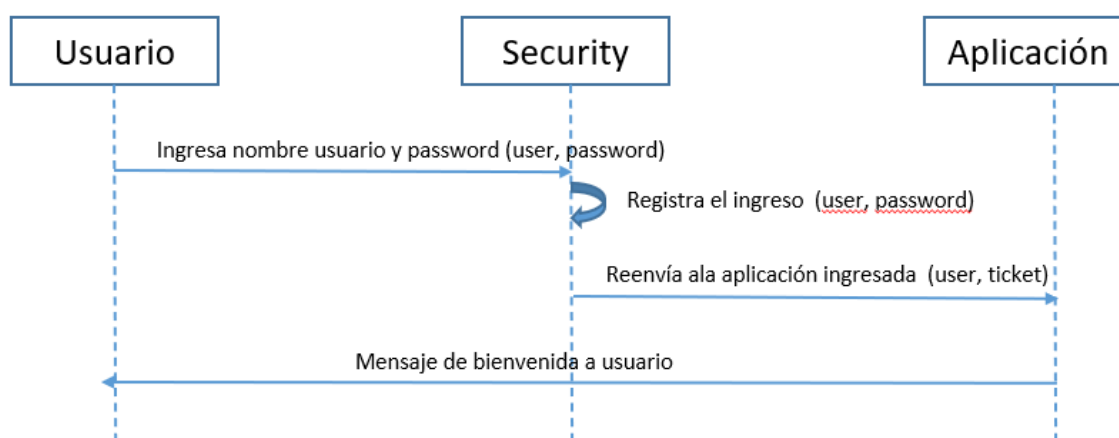 Usuario
Security
Aplicación
Ingresa nombre usuario y password (user, password)
Registra el ingreso (user, password)
Reenvía ala aplicación ingresada (user, ticket)
Mensaje de bienvenida a usuario